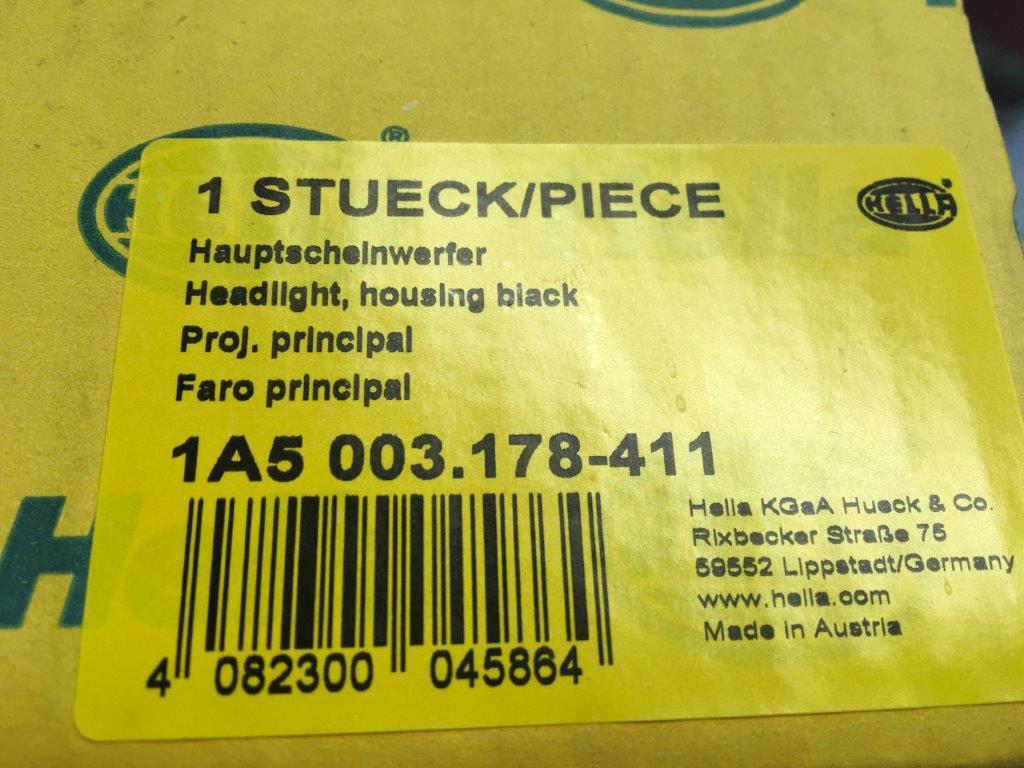 ®
1 STUECK/PIECE
HELLA®
Hauptscheinwerfer
Headlight, housing black
Proj. principal
Faro principal
1A5 003.178-411
Hella KGaA Hueck & Co.
Rixbecker Straße 75
59552 Lippstadt/Germany
www.hella.com
Made in Austria
4 082300 045864
H